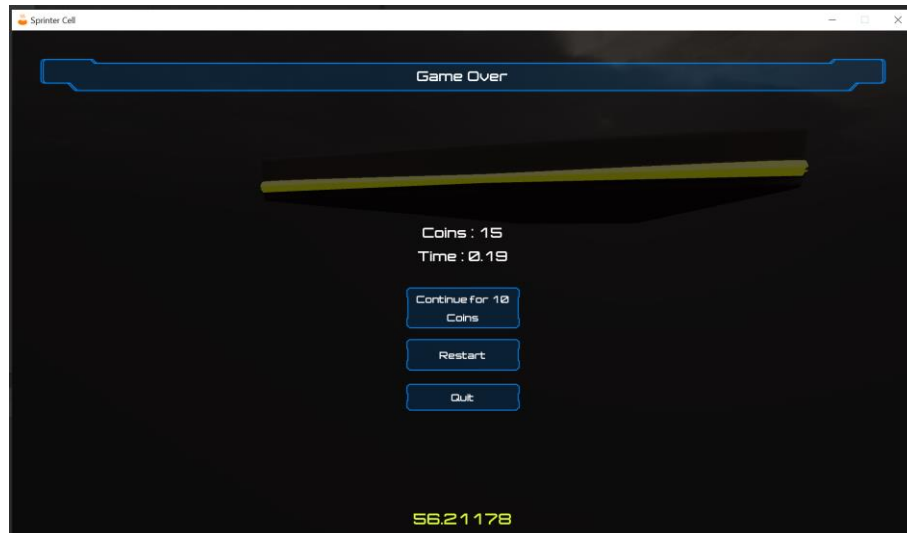 Sprinter Cell
Game Over
Coins : 15
Time : 0.19
Continue for 10
Coins
Restart
Quit
56.21178